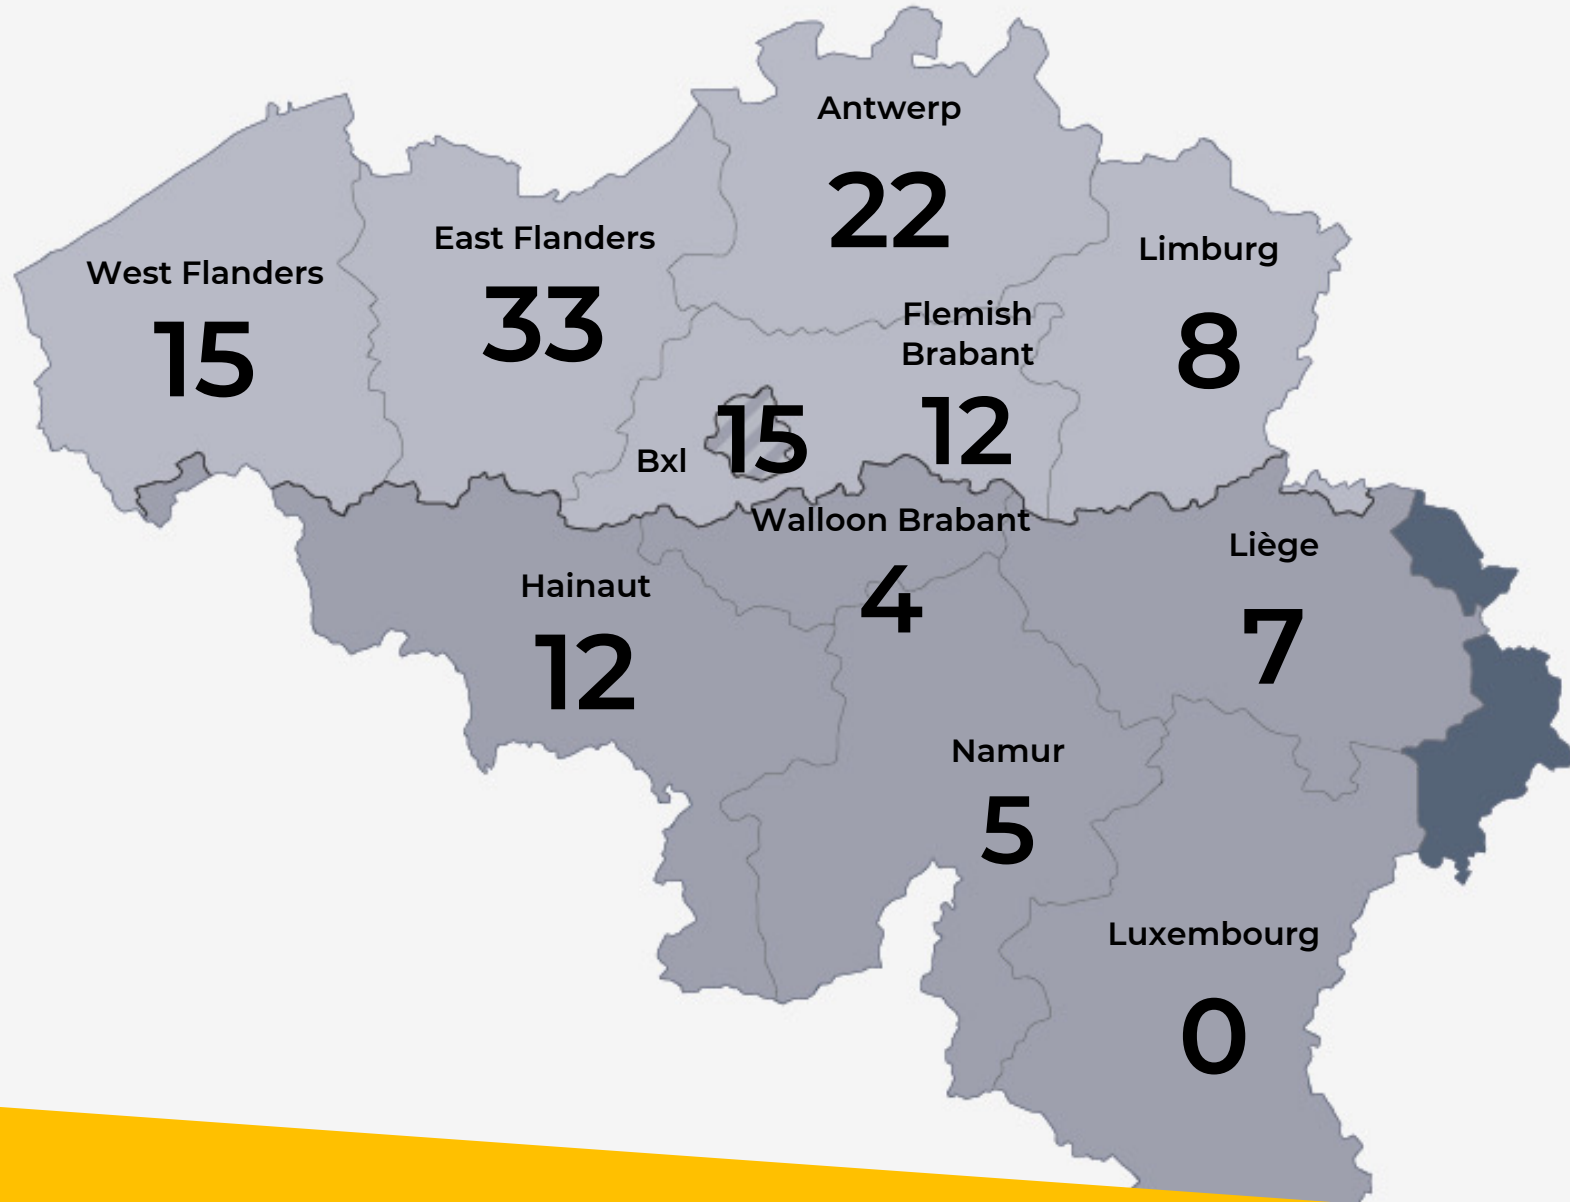 Antwerp
22
East Flanders
33
West Flanders
15
Limburg
8
Flemish
Brabant
12
Bxl
15
Walloon Brabant
4
Liège
7
Hainaut
12
Namur
5
Luxembourg
0